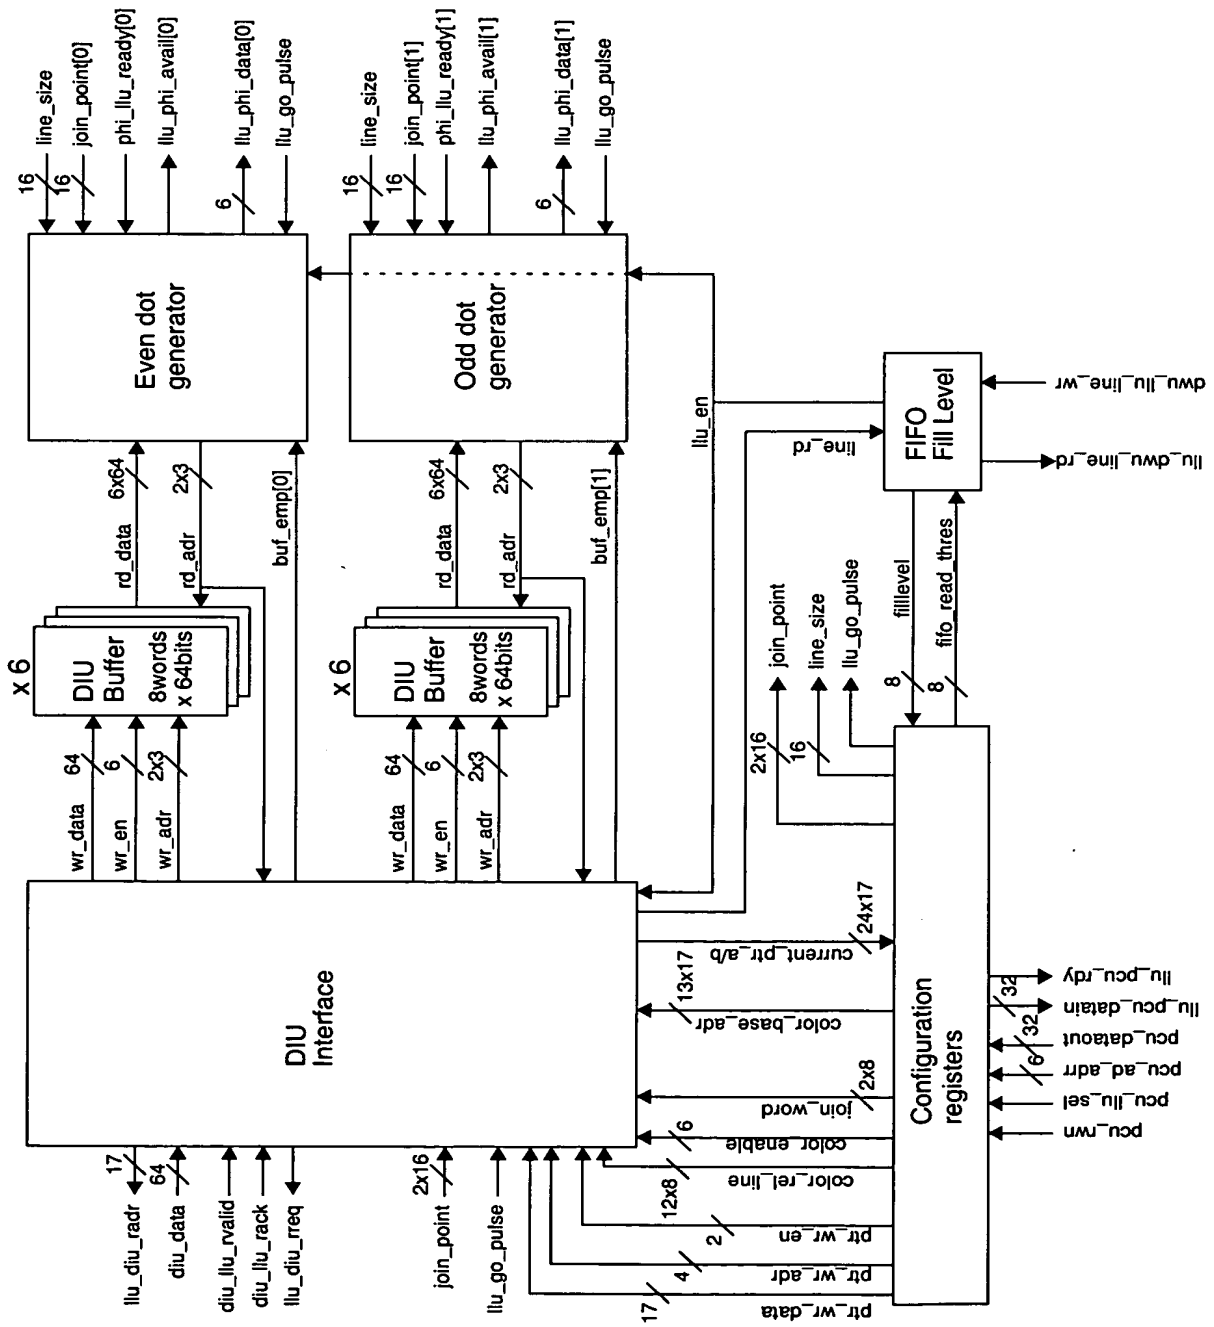 line_size
16
join_point[0]
16
phi_llu_ready[0]
llu_phi_avail[0]
llu_phi_data[0]
6
llu_go_pulse
line_size
16
join_point[1]
16
phi_llu_ready[1]
llu_phi_avail[1]
llu_phi_data[1]
6
llu_go_pulse
Even dot
generator
Odd dot
generator
rd_data
6x64
rd_adr
2x3
buf_emp[0]
rd_data
6x64
rd_adr
2x3
buf_emp[1]
llu_en
line_rd
x 6
DIU
Buffer
8words
x 64bits
x 6
DIU
Buffer
8words
x 64bits
wr_data
64
wr_en
6
wr_adr
2x3
wr_data
64
wr_en
6
wr_adr
2x3
FIFO
Fill Level
dwu_llu_line_wr
llu_dwu_line_rd
filllevel
8
fifo_read_thres
8
join_point
2x16
line_size
16
llu_go_pulse
DIU
Interface
current_ptr_a/b
24x17
color_base_adr
13x17
join_word
2x8
color_enable
6
color_rel_line
12x8
ptr_wr_en
2
ptr_wr_adr
4
ptr_wr_data
17
Configuration
registers
llu_pcu_rdy
llu_pcu_datain
32
pcu_dataout
32
pcu_ad_adrr
6
pcu_llu_sel
pcu_rwn
llu_diu_radr
17
diu_data
64
diu_llu_rvalid
diu_llu_rack
llu_diu_rreq
join_point
2x16
llu_go_pulse